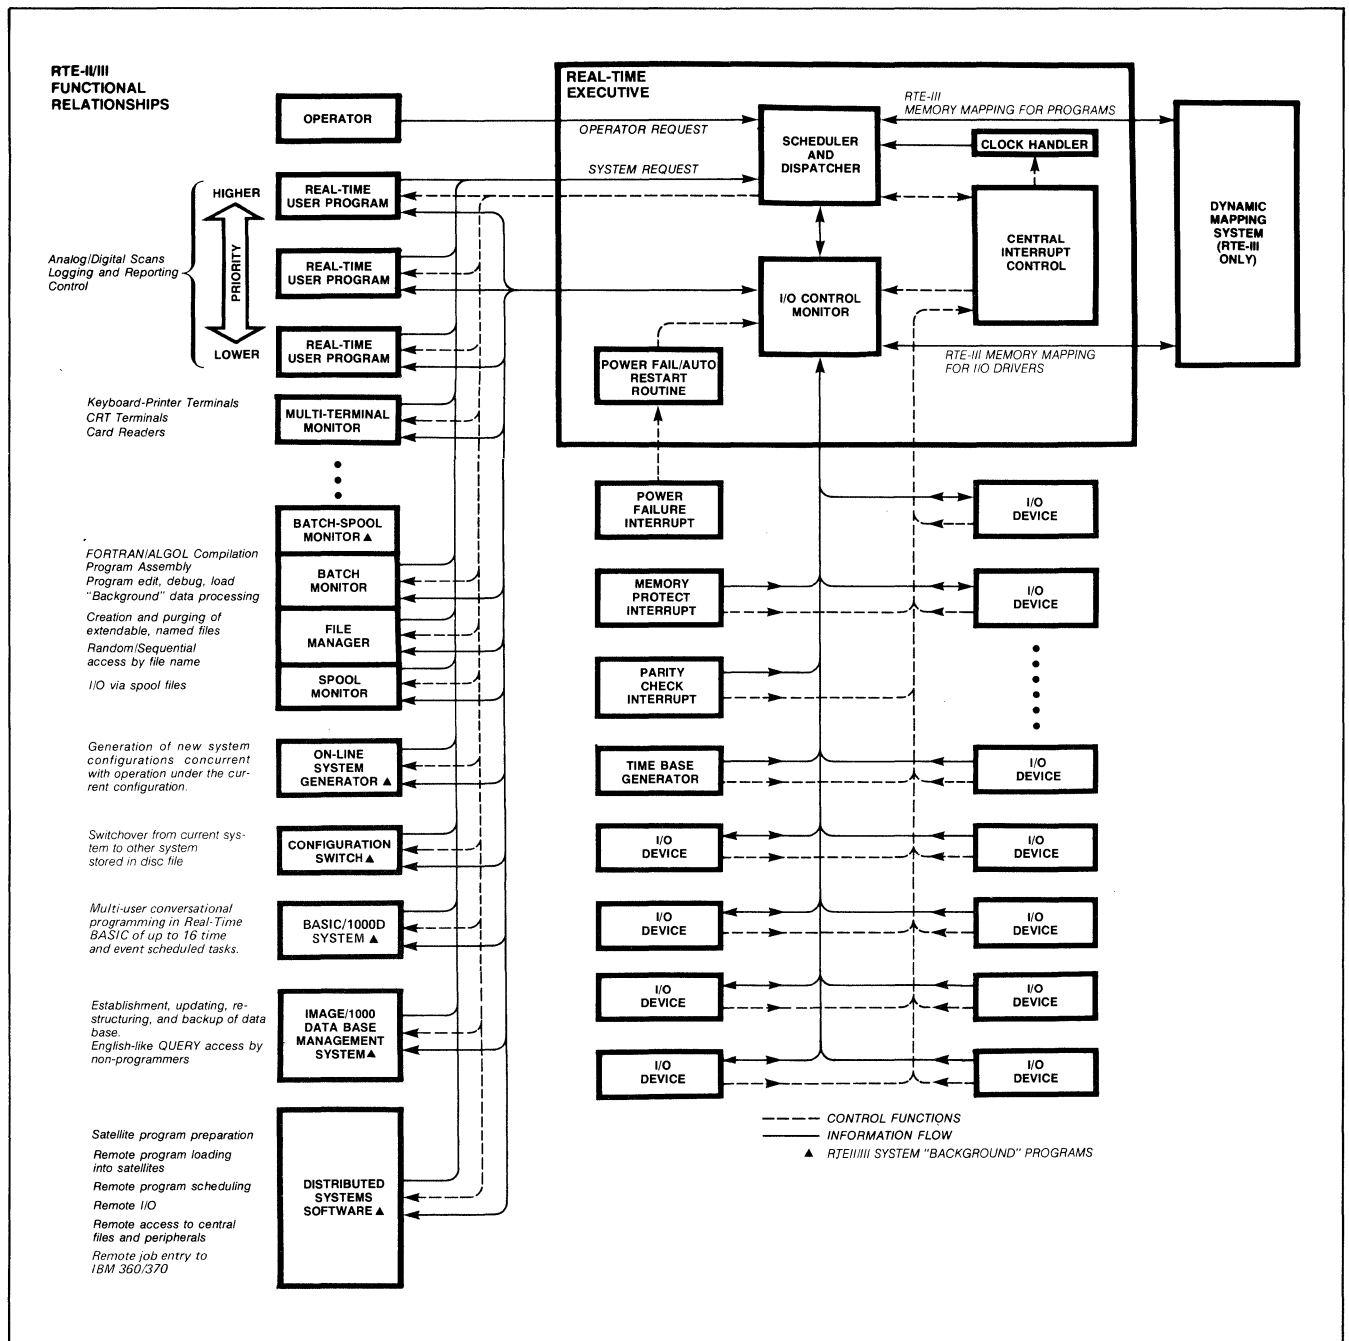 RTE-II/III
FUNCTIONAL
RELATIONSHIPS
OPERATOR
HIGHER
PRIORITY
LOWER
Analog/Digital Scans
Logging and Reporting
Control
REAL-TIME
USER PROGRAM
REAL-TIME
USER PROGRAM
REAL-TIME
USER PROGRAM
Keyboard-Printer Terminals
CRT Terminals
Card Readers
MULTI-TERMINAL
MONITOR
BATCH-SPOOL
MONITOR ▲
FORTRAN/ALGOL Compilation
Program Assembly
Program edit, debug, load
"Background" data processing
BATCH
MONITOR
Creation and purging of
extendable, named files
Random/Sequential
access by file name
FILE
MANAGER
I/O via spool files
SPOOL
MONITOR
Generation of new system
configurations concurrent
with operation under the cur-
rent configuration.
ON-LINE
SYSTEM
GENERATOR ▲
Switchover from current sys-
tem to other system
stored in disc file
CONFIGURATION
SWITCH ▲
Multi-user conversational
programming in Real-Time
BASIC of up to 16 time
and event scheduled tasks.
BASIC/1000D
SYSTEM ▲
Establishment, updating, re-
structuring, and backup of data
base.
English-like QUERY access by
non-programmers
IMAGE/1000
DATA BASE
MANAGEMENT
SYSTEM ▲
Satellite program preparation
Remote program loading
into satellites
Remote program scheduling
Remote I/O
Remote access to central
files and peripherals
Remote job entry to
IBM 360/370
DISTRIBUTED
SYSTEMS
SOFTWARE ▲
REAL-TIME
EXECUTIVE
OPERATOR REQUEST
SYSTEM REQUEST
SCHEDULER
AND
DISPATCHER
RTE-III
MEMORY MAPPING FOR PROGRAMS
CLOCK HANDLER
CENTRAL
INTERRUPT
CONTROL
I/O CONTROL
MONITOR
RTE-III MEMORY MAPPING
FOR I/O DRIVERS
POWER FAIL/AUTO
RESTART
ROUTINE
DYNAMIC
MAPPING
SYSTEM
(RTE-III
ONLY)
POWER
FAILURE
INTERRUPT
I/O
DEVICE
MEMORY
PROTECT
INTERRUPT
I/O
DEVICE
PARITY
CHECK
INTERRUPT
TIME BASE
GENERATOR
I/O
DEVICE
I/O
DEVICE
I/O
DEVICE
I/O
DEVICE
I/O
DEVICE
I/O
DEVICE
I/O
DEVICE
I/O
DEVICE
I/O
DEVICE
CONTROL FUNCTIONS
INFORMATION FLOW
▲ RTEII/III SYSTEM "BACKGROUND" PROGRAMS